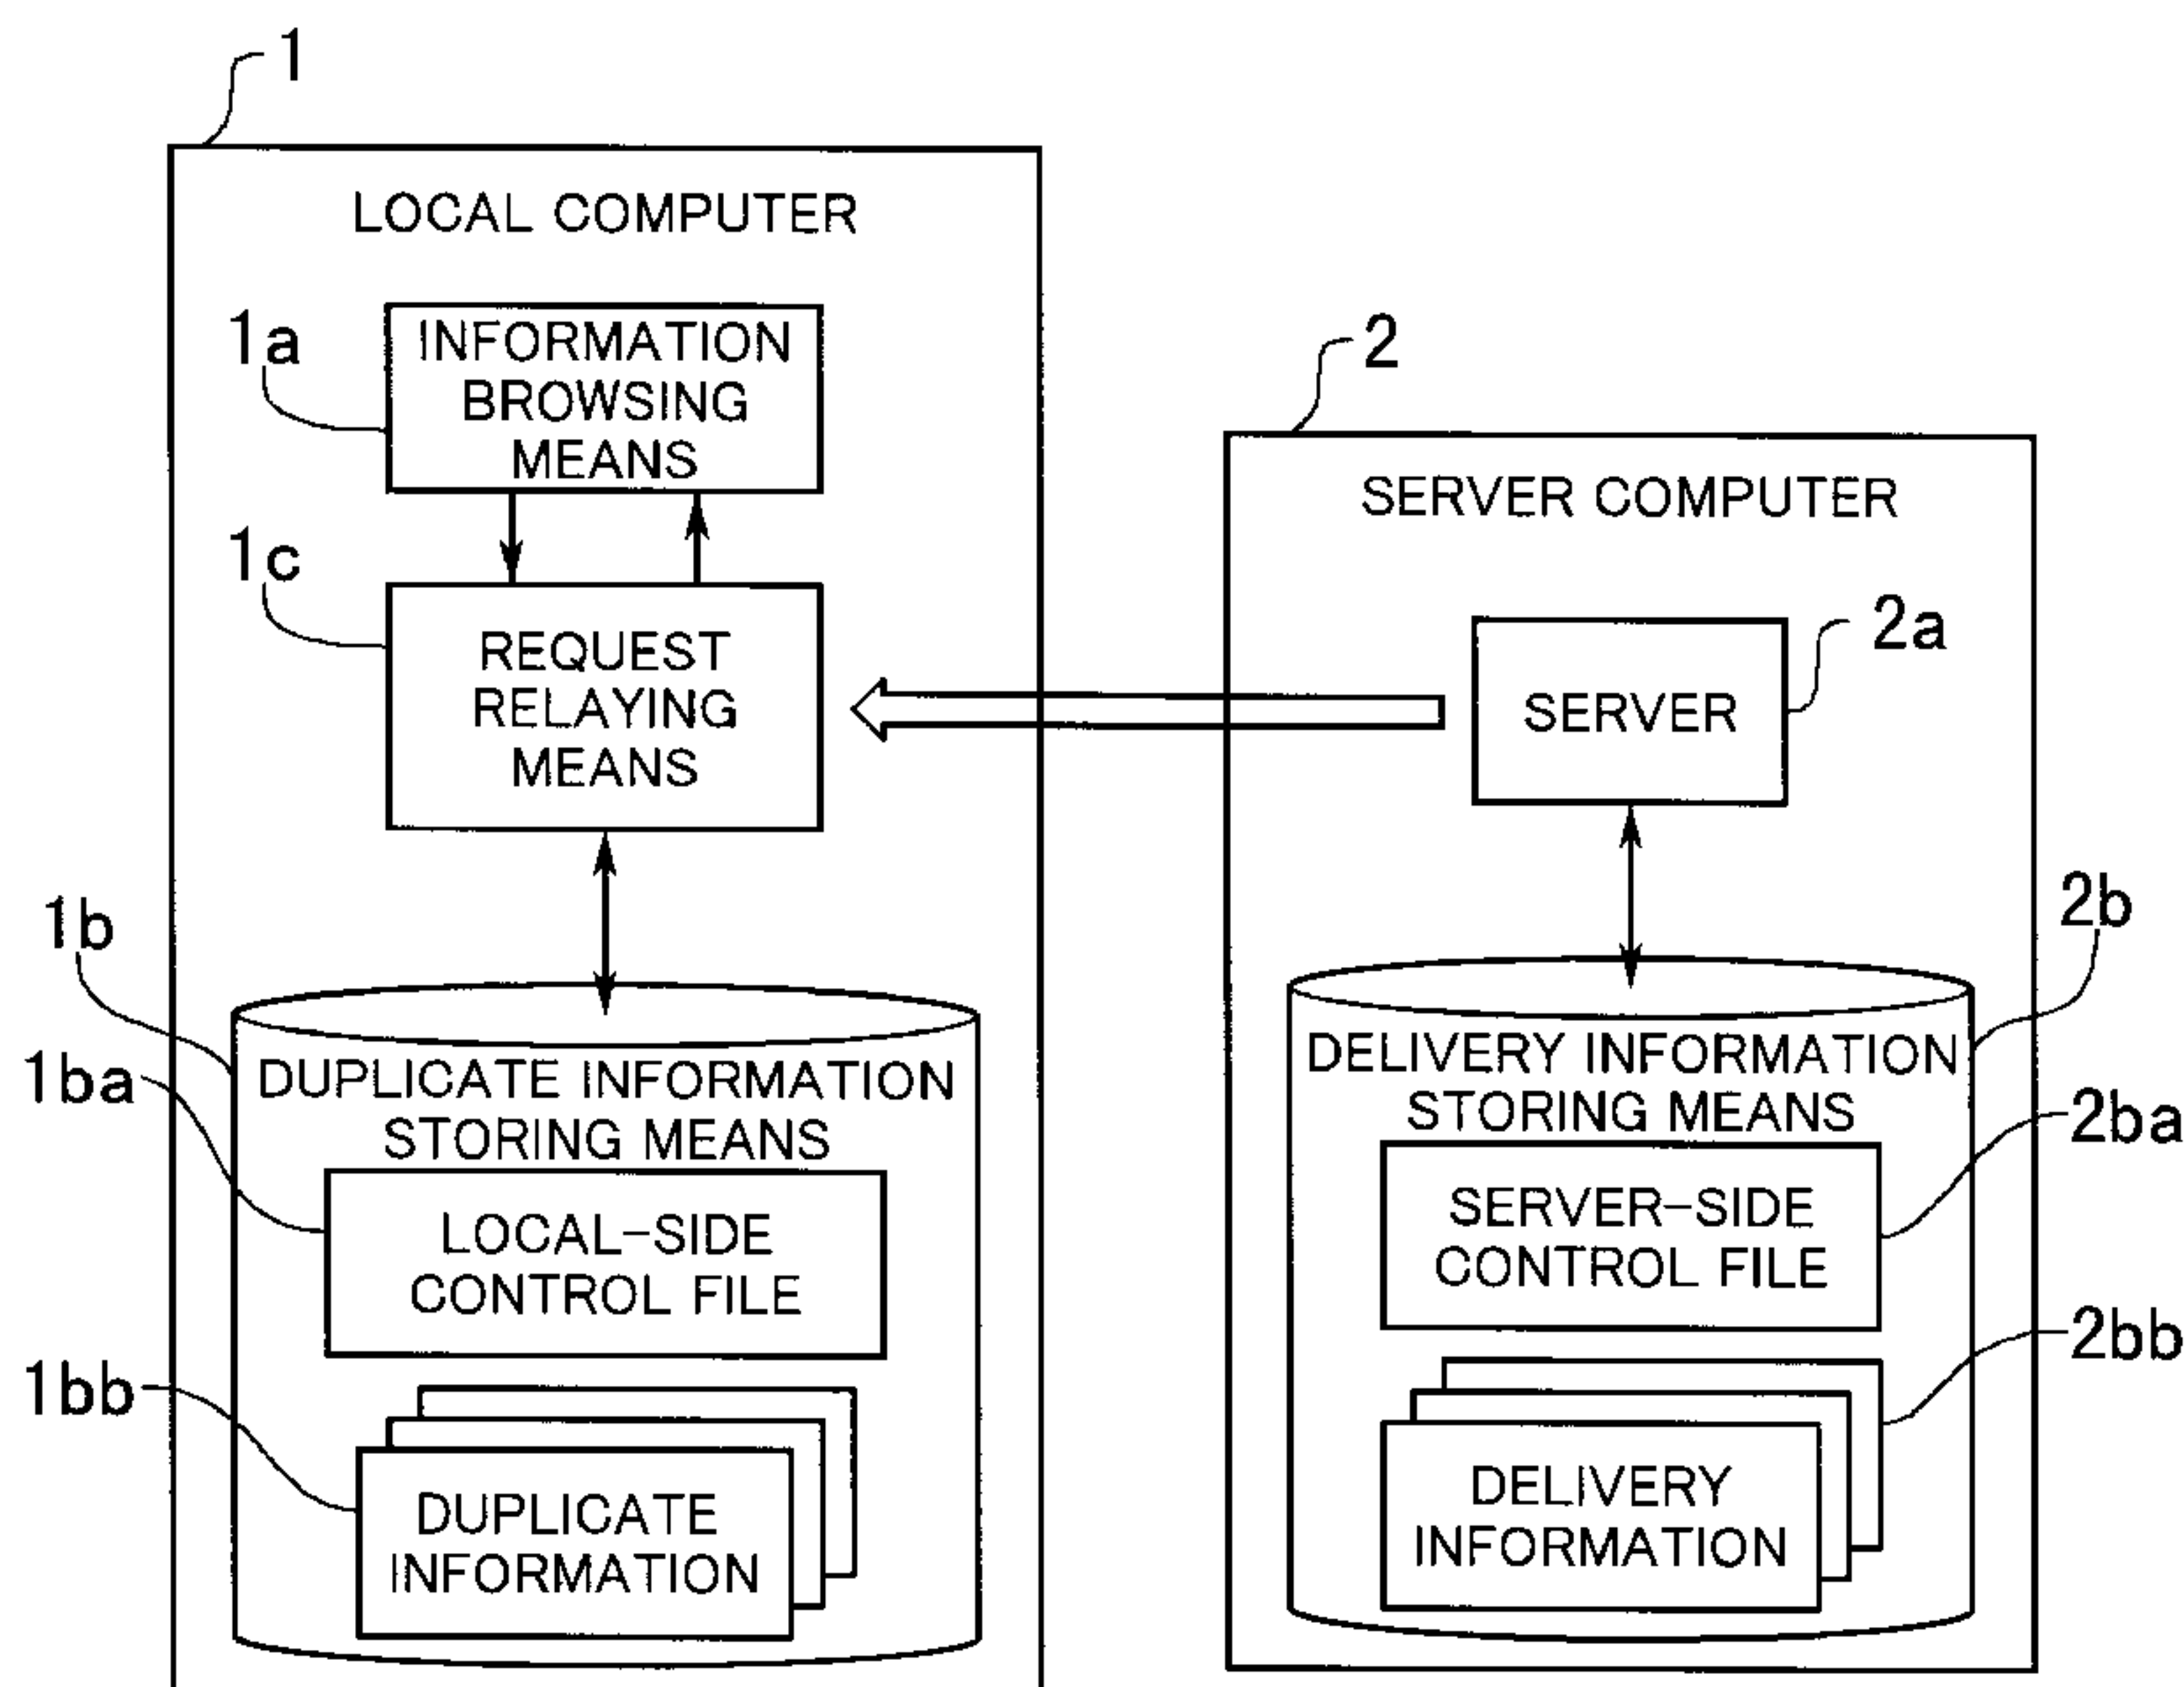 1
LOCAL COMPUTER
1a
INFORMATION
BROWSING
MEANS
1c
REQUEST
RELAYING
MEANS
1b
DUPLICATE INFORMATION
STORING MEANS
1ba
LOCAL-SIDE
CONTROL FILE
1bb
DUPLICATE
INFORMATION
2
SERVER COMPUTER
2a
SERVER
2b
DELIVERY INFORMATION
STORING MEANS
2ba
SERVER-SIDE
CONTROL FILE
2bb
DELIVERY
INFORMATION